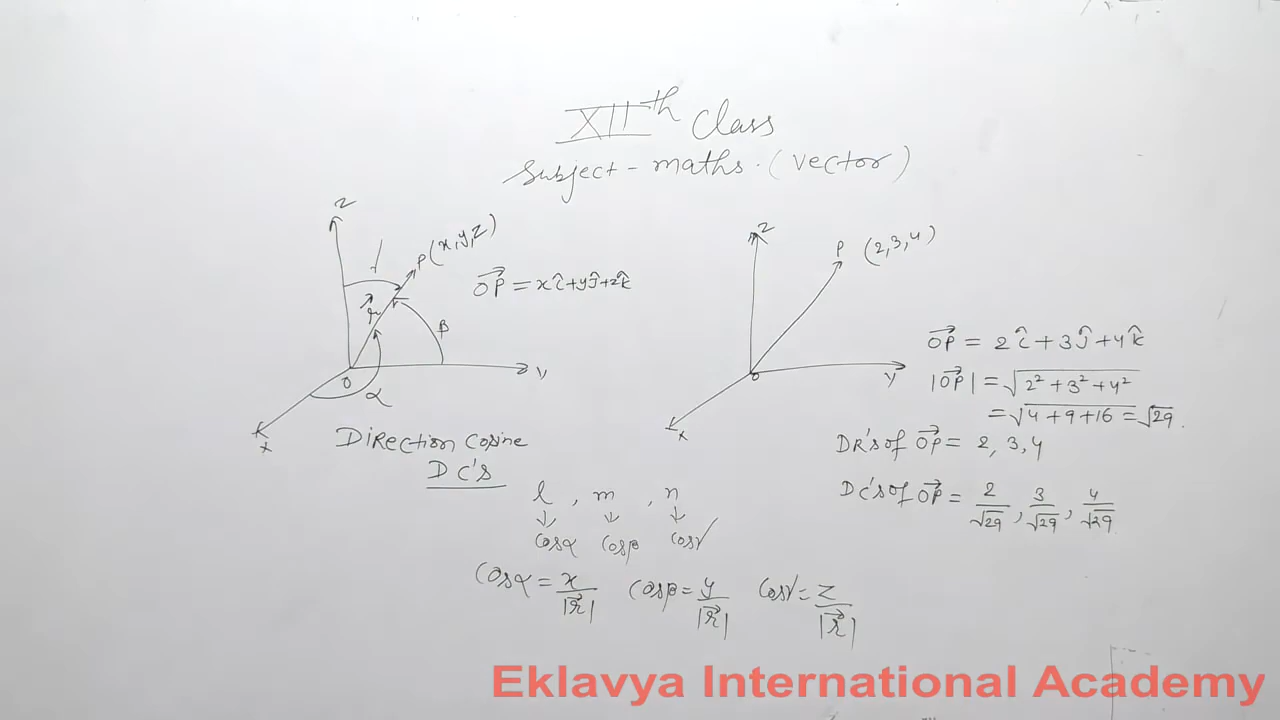 XIIth Class
Subject - maths. (vector)
Z
P(x,y,z)
γ
r⃗
OP⃗ = xî+yĵ+zk̂
β
O
y
α
X
Direction Cosine
DC's
l, m, n
↓ ↓ ↓
Cosα Cosβ Cosγ
Cosα = x/|r⃗| Cosβ = y/|r⃗| Cosγ = z/|r⃗|
Z
P (2,3,4)
O
y
X
OP⃗ = 2î+3ĵ+4k̂
|OP⃗| = √(2²+3²+4²)
= √(4+9+16) = √29.
DR's of OP⃗ = 2, 3, 4
DC's of OP⃗ = 2/√29, 3/√29, 4/√29
Eklavya International Academy